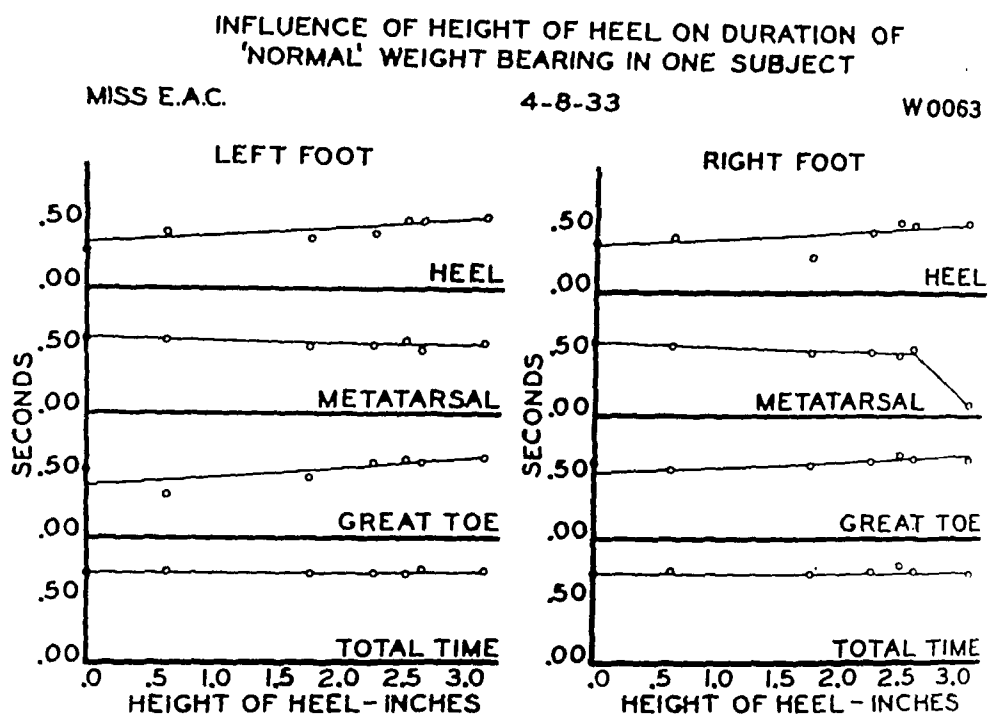 INFLUENCE OF HEIGHT OF HEEL ON DURATION OF
'NORMAL' WEIGHT BEARING IN ONE SUBJECT
MISS E.A.C. 4-8-33 W0063
LEFT FOOT
SECONDS
.50
.00 HEEL
.50
.00 METATARSAL
.50
.00 GREAT TOE
.50
.00 TOTAL TIME
.0 .5 1.0 1.5 2.0 2.5 3.0
HEIGHT OF HEEL-INCHES
RIGHT FOOT
SECONDS
.50
.00 HEEL
.50
.00 METATARSAL
.50
.00 GREAT TOE
.50
.00 TOTAL TIME
.0 .5 1.0 1.5 2.0 2.5 3.0
HEIGHT OF HEEL-INCHES